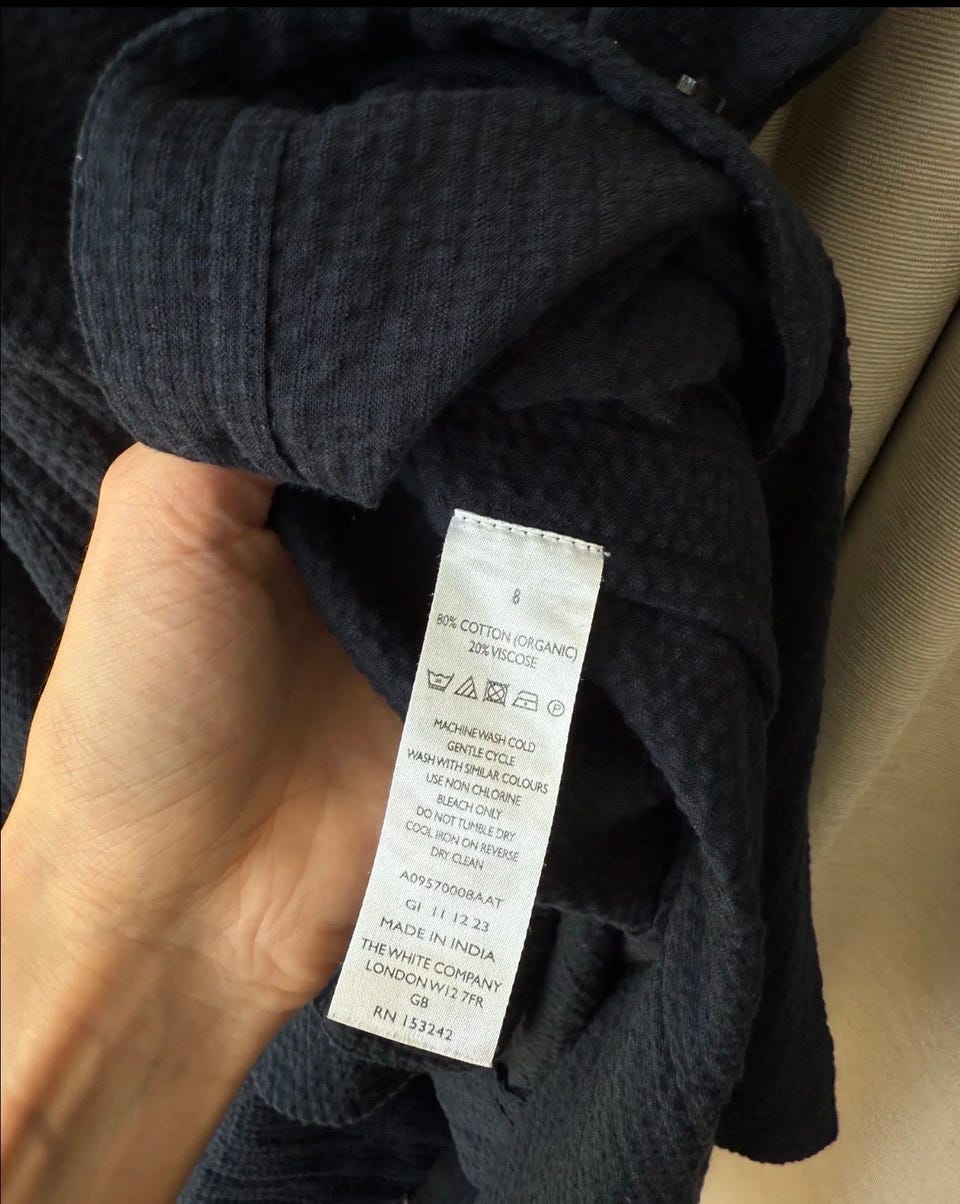 8
80% COTTON (ORGANIC)
20% VISCOSE
30
P
MACHINE WASH COLD
GENTLE CYCLE
WASH WITH SIMILAR COLOURS
USE NON CHLORINE
BLEACH ONLY
DO NOT TUMBLE DRY
COOL IRON ON REVERSE
DRY CLEAN
A09570008AAT
GI 11 12 23
MADE IN INDIA
THE WHITE COMPANY
LONDON W12 7FR
GB
RN 153242